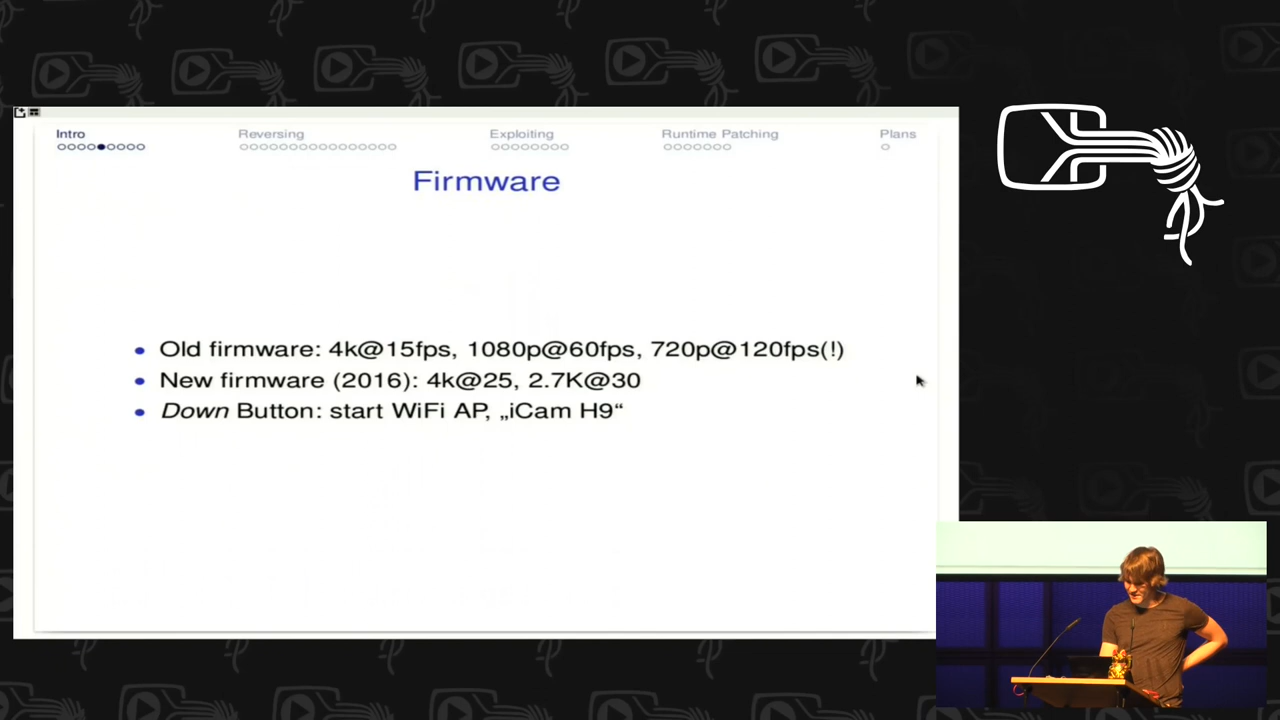 Intro
Reversing
Exploiting
Runtime Patching
Plans
Firmware
Old firmware: 4k@15fps, 1080p@60fps, 720p@120fps(!)
New firmware (2016): 4k@25, 2.7K@30
Down Button: start WiFi AP, „iCam H9“